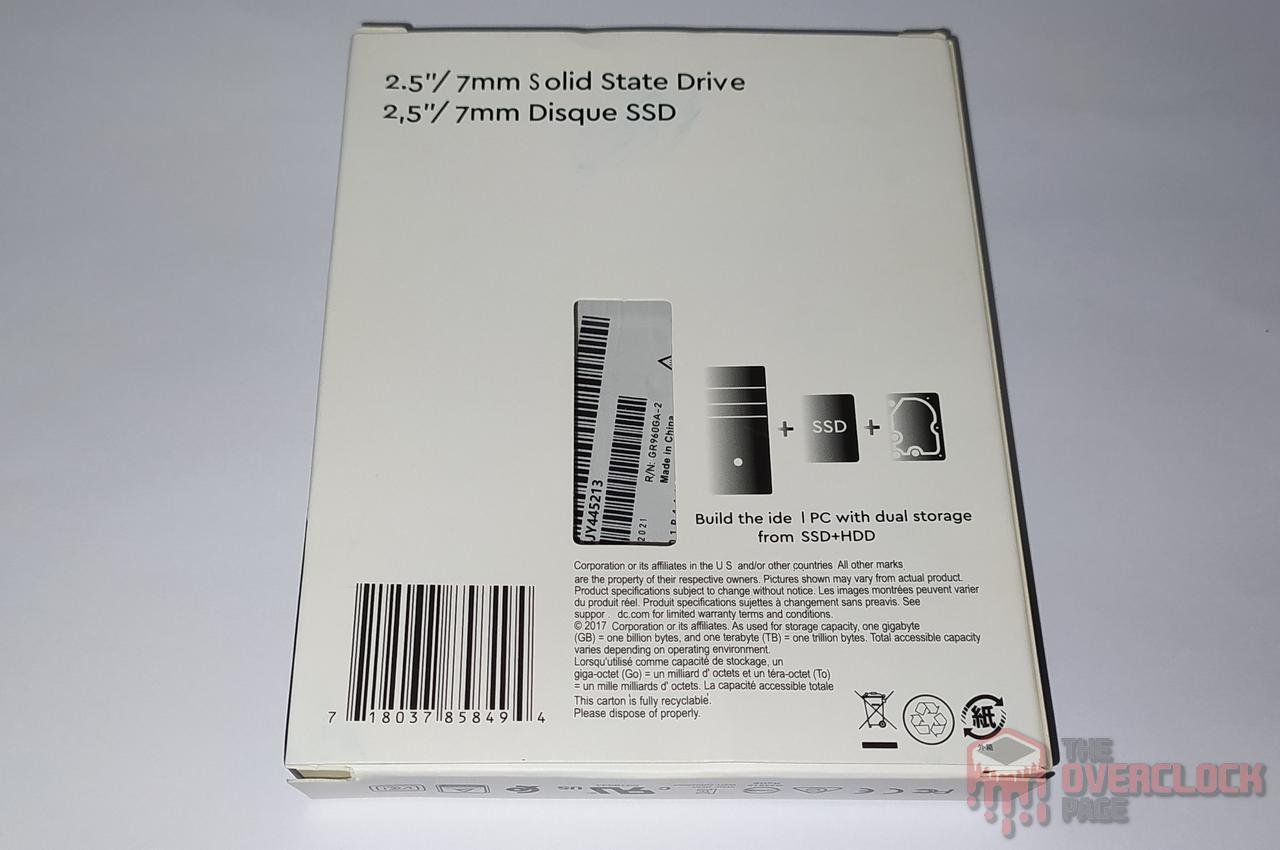 2.5"/ 7mm Solid State Drive
2,5"/ 7mm Disque SSD
JY445213
2021
R/N: GR960GA-2
Made in China
SSD
Build the ide l PC with dual storage
from SSD+HDD
Corporation or its affiliates in the U S and/or other countries All other marks
are the property of their respective owners. Pictures shown may vary from actual product.
Product specifications subject to change without notice. Les images montrées peuvent varier
du produit réel. Produit specifications sujettes à changement sans preavis. See
suppor . dc.com for limited warranty terms and conditions.
© 2017 Corporation or its affiliates. As used for storage capacity, one gigabyte
(GB) = one billion bytes, and one terabyte (TB) = one trillion bytes. Total accessible capacity
varies depending on operating environment.
Lorsqu'utilisé comme capacité de stockage, un
giga-octet (Go) = un milliard d' octets et un téra-octet (To)
= un mille milliards d' octets. La capacité accessible totale
This carton is fully recyclable.
Please dispose of properly.
7 18037 85849 4
紙
外箱
THE
OVERCLOCK
PAGE